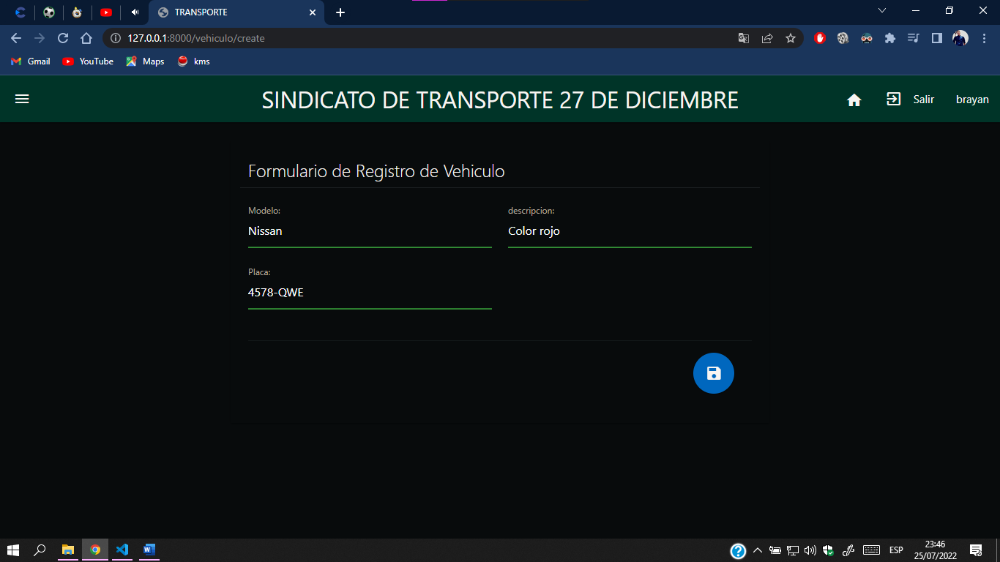 TRANSPORTE
127.0.0.1:8000/vehiculo/create
Gmail YouTube Maps kms
SINDICATO DE TRANSPORTE 27 DE DICIEMBRE
Salir brayan
Formulario de Registro de Vehiculo
Modelo: descripcion:
Nissan Color rojo
Placa:
4578-QWE
ESP
23:46
25/07/2022